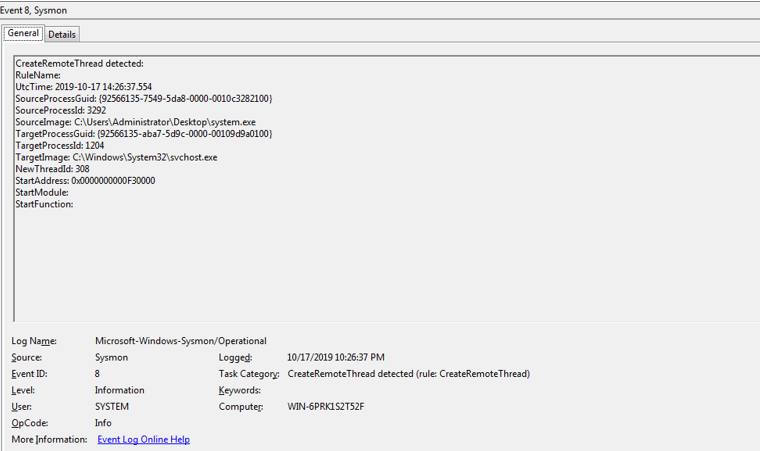 Event 8, Sysmon
General Details
CreateRemoteThread detected:
RuleName:
UtcTime: 2019-10-17 14:26:37.554
SourceProcessGuid: {92566135-7549-5da8-0000-0010c3282100}
SourceProcessId: 3292
SourceImage: C:\Users\Administrator\Desktop\system.exe
TargetProcessGuid: {92566135-aba7-5d9c-0000-00109d9a0100}
TargetProcessId: 1204
TargetImage: C:\Windows\System32\svchost.exe
NewThreadId: 308
StartAddress: 0x0000000000F30000
StartModule:
StartFunction:
Log Name: Microsoft-Windows-Sysmon/Operational
Source: Sysmon Logged: 10/17/2019 10:26:37 PM
Event ID: 8 Task Category: CreateRemoteThread detected (rule: CreateRemoteThread)
Level: Information Keywords:
User: SYSTEM Computer: WIN-6PRK1S2T52F
OpCode: Info
More Information: Event Log Online Help